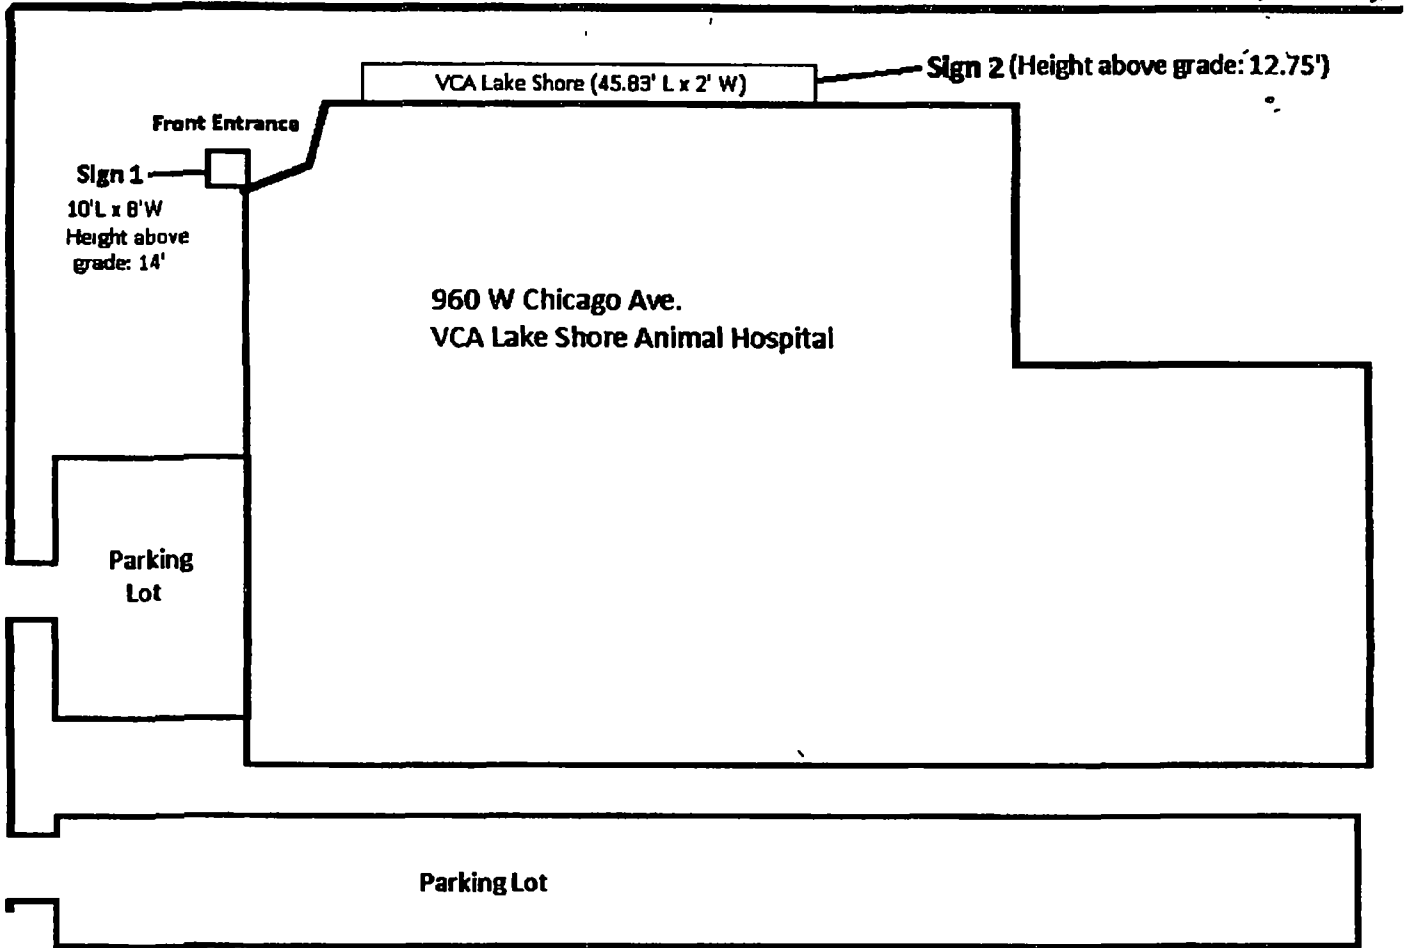 VCA Lake Shore (45.83' L x 2' W)
Sign 2 (Height above grade: 12.75')
Front Entrance
Sign 1
10'L x 8'W
Height above
grade: 14'
960 W Chicago Ave.
VCA Lake Shore Animal Hospital
Parking
Lot
Parking Lot